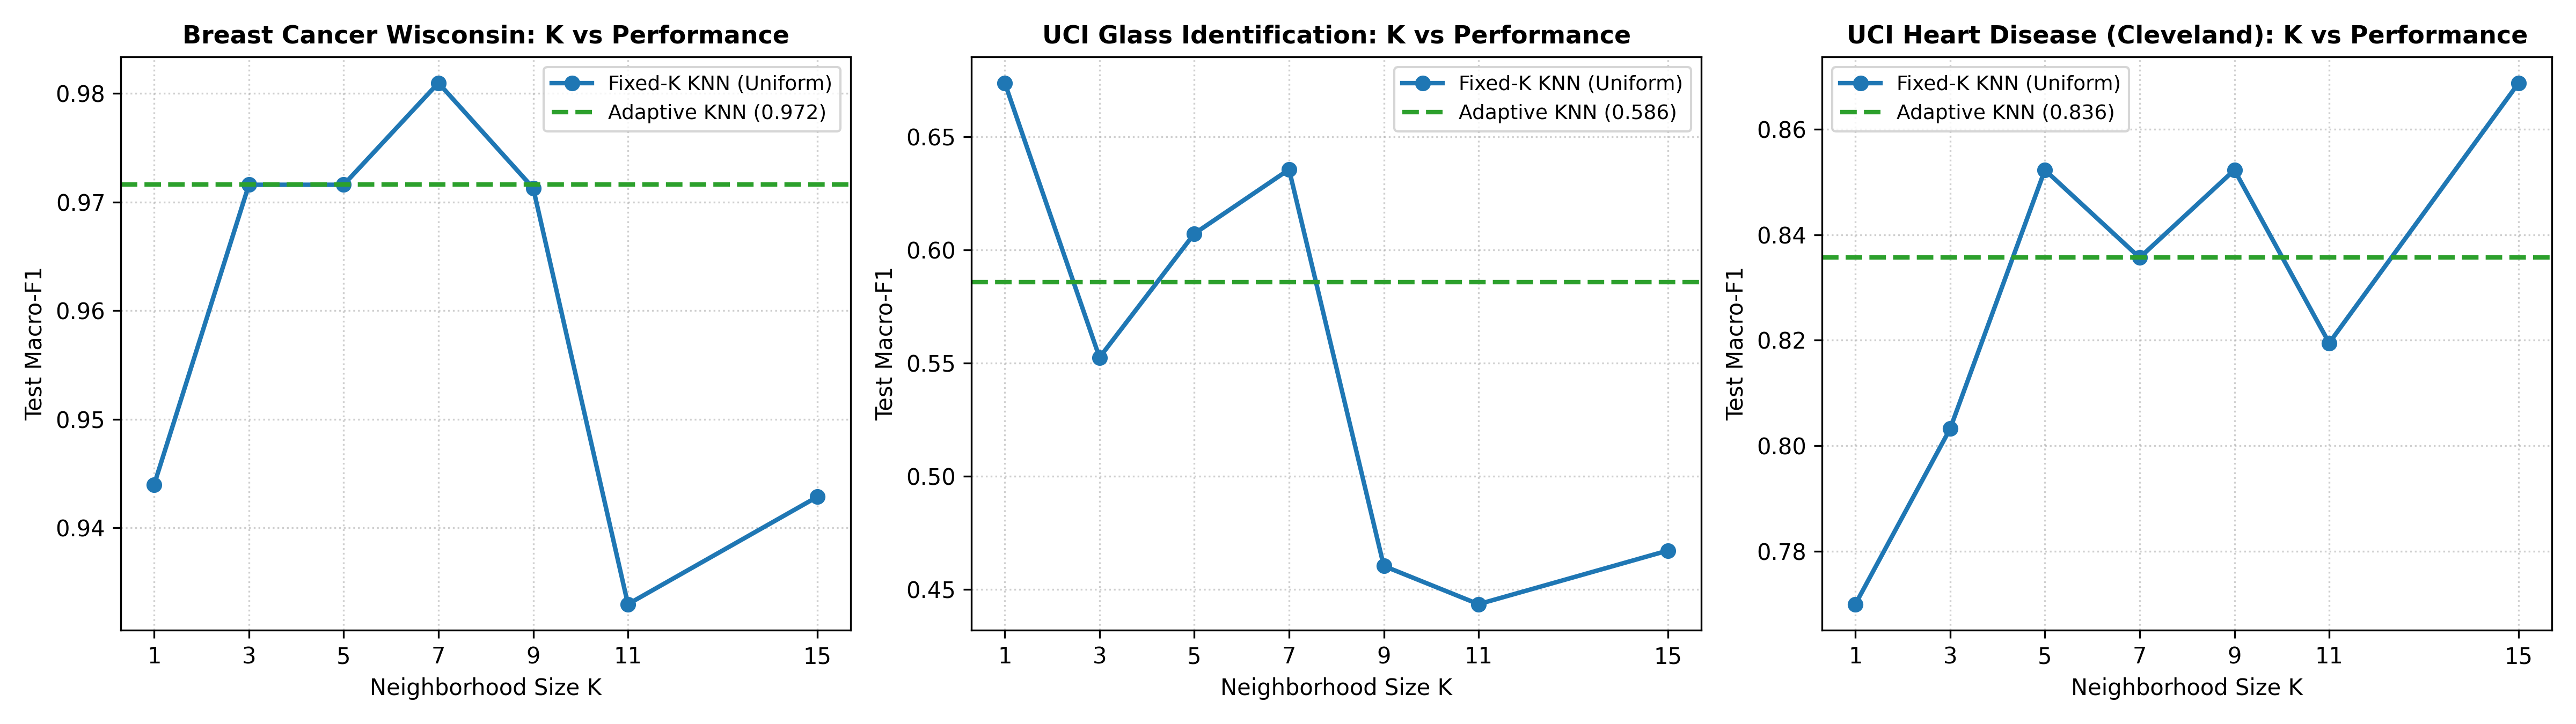 Breast Cancer Wisconsin: K vs Performance
Fixed-K KNN (Uniform)
Adaptive KNN (0.972)
0.98
0.97
0.96
0.95
0.94
Test Macro-F1
1 3 5 7 9 11 15
Neighborhood Size K
UCI Glass Identification: K vs Performance
Fixed-K KNN (Uniform)
Adaptive KNN (0.586)
0.65
0.60
0.55
0.50
0.45
Test Macro-F1
1 3 5 7 9 11 15
Neighborhood Size K
UCI Heart Disease (Cleveland): K vs Performance
Fixed-K KNN (Uniform)
Adaptive KNN (0.836)
0.86
0.84
0.82
0.80
0.78
Test Macro-F1
1 3 5 7 9 11 15
Neighborhood Size K